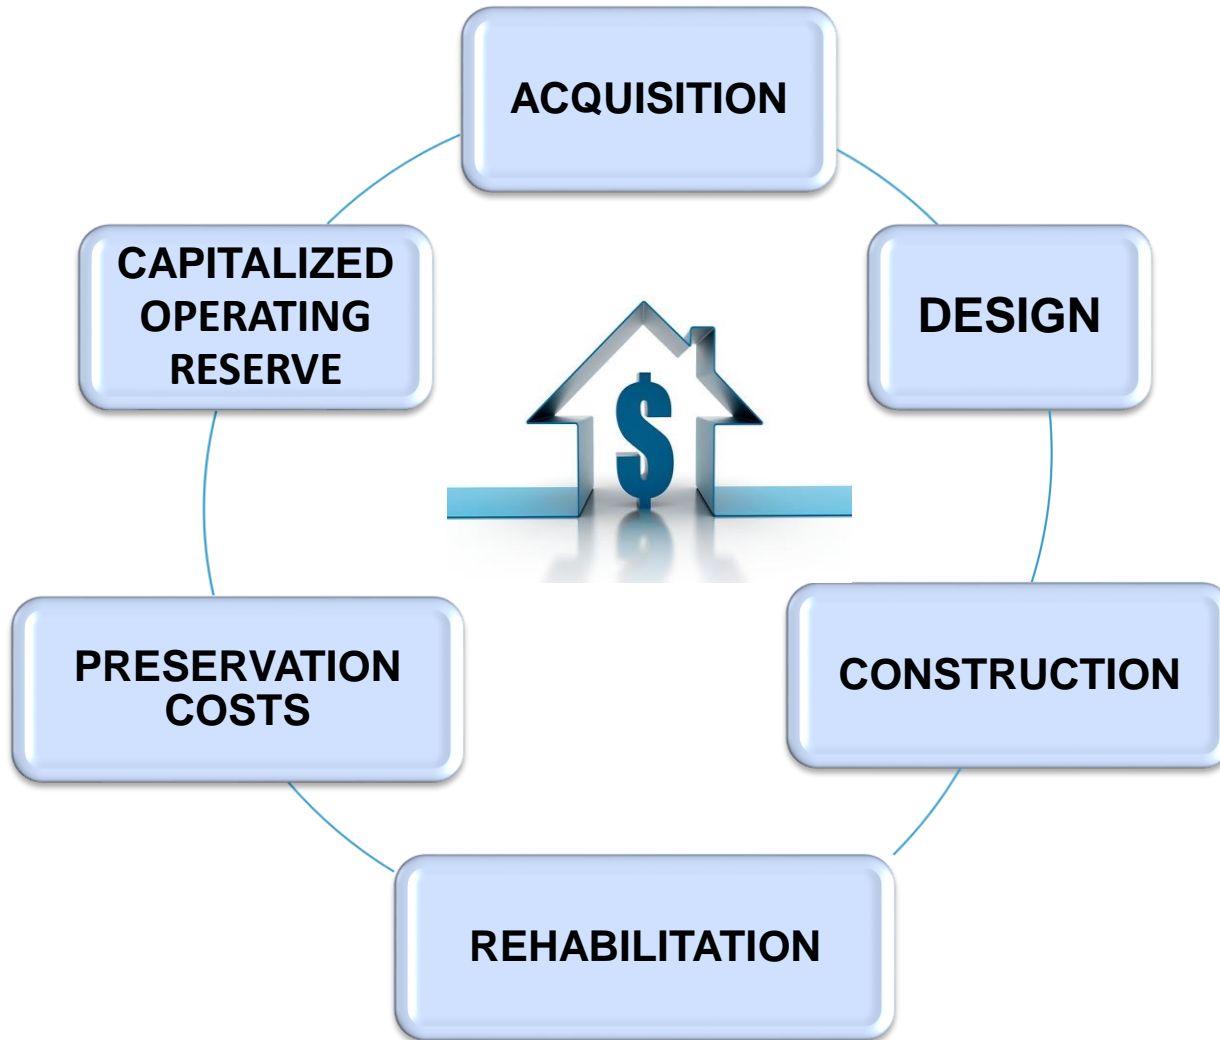 ACQUISITION
DESIGN
CONSTRUCTION
REHABILITATION
PRESERVATION
COSTS
CAPITALIZED
OPERATING
RESERVE
$